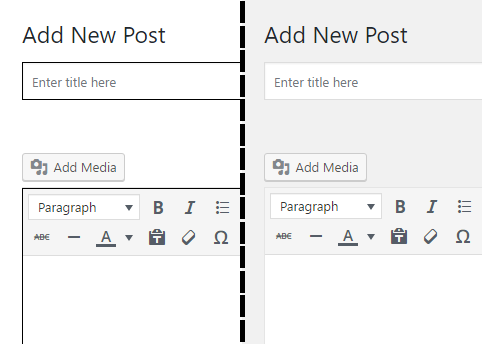 Add New Post
Enter title here
Add Media
Paragraph B I
ABC A T Ω
Add New Post
Enter title here
Add Media
Paragraph B I
ABC A T Ω